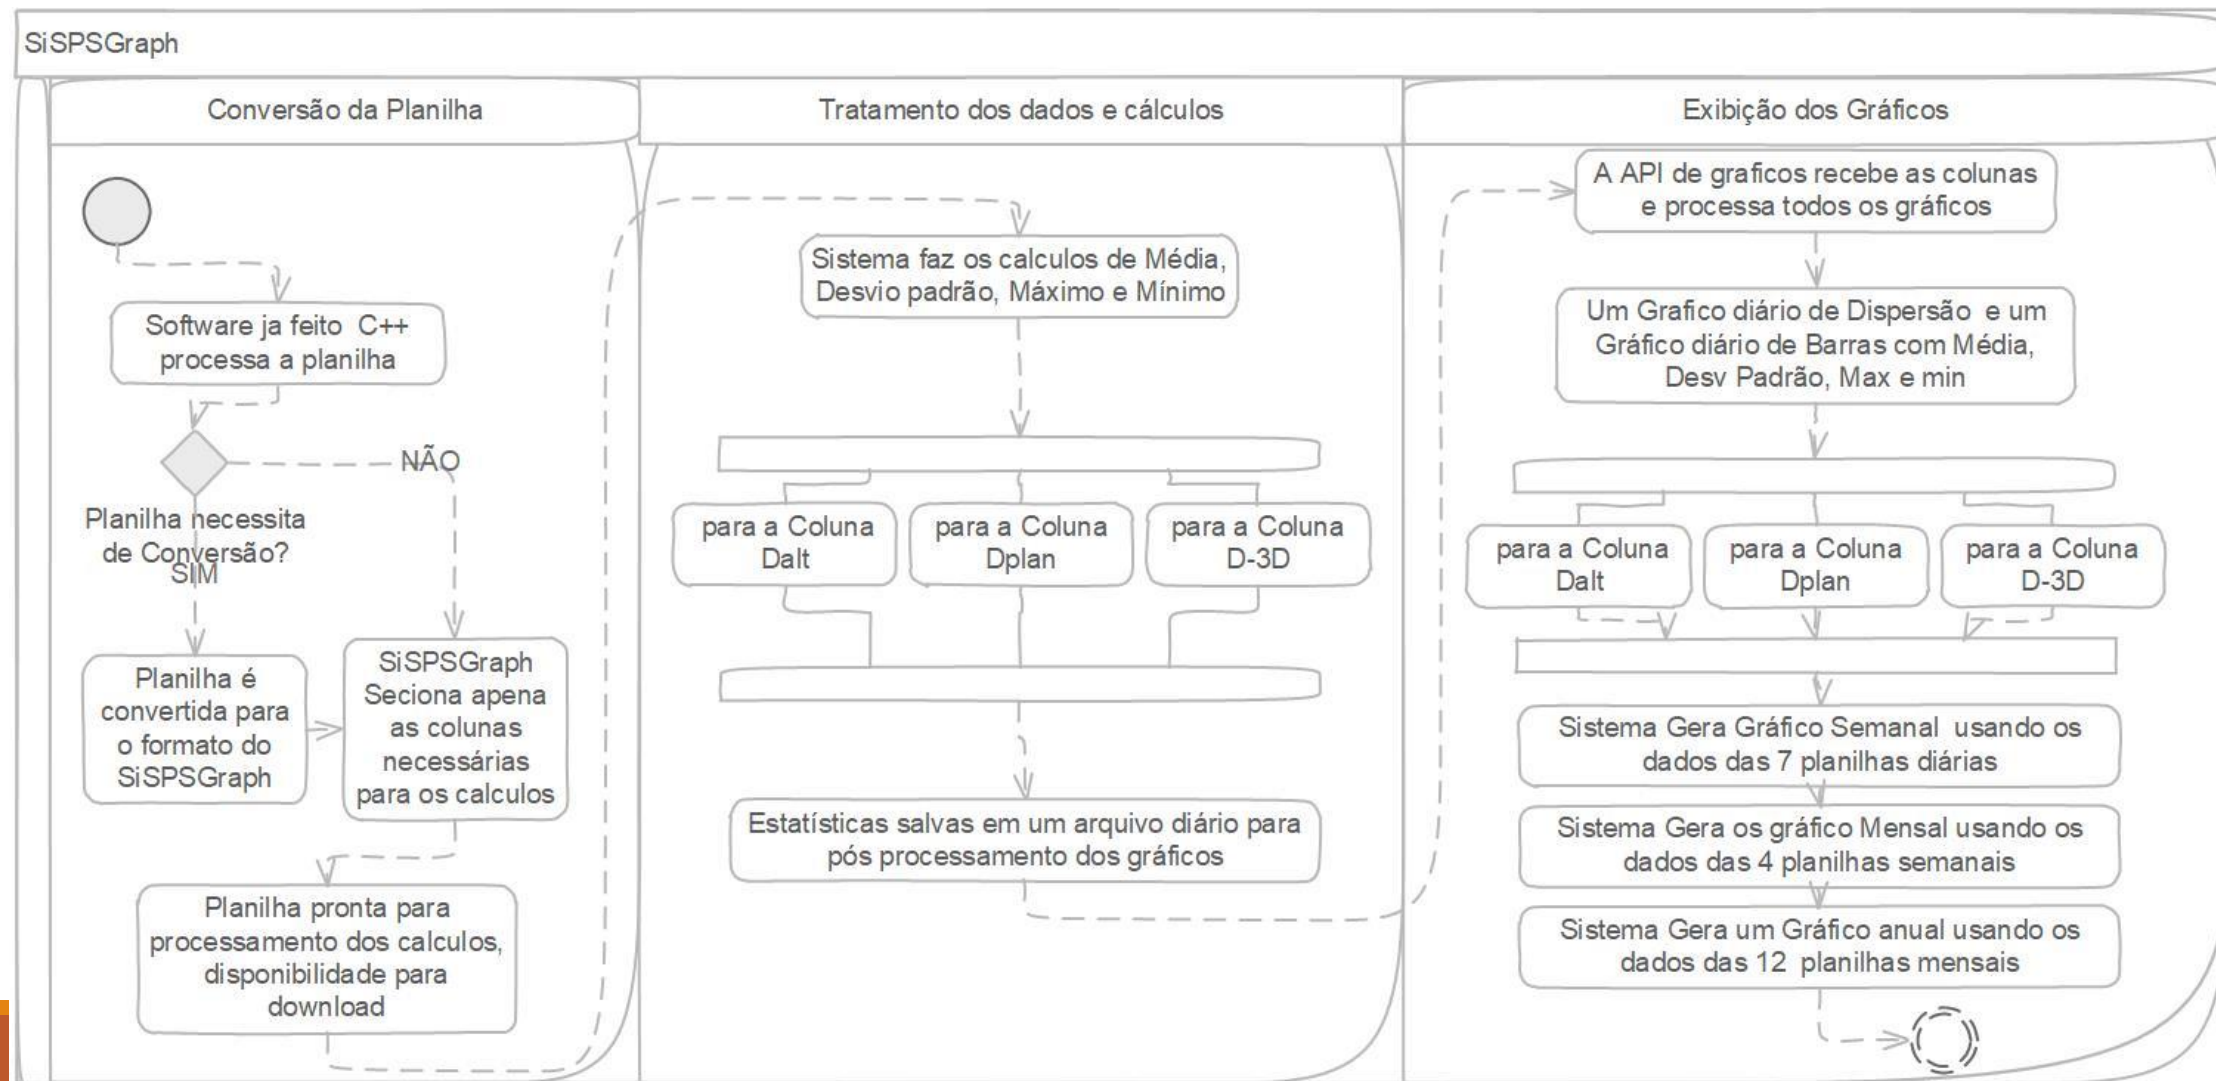 SiSPSGraph
Conversão da Planilha
Software ja feito C++
processa a planilha
NÃO
Planilha necessita
de Conversão?
SIM
Planilha é
convertida para
o formato do
SiSPSGraph
SiSPSGraph
Seciona apena
as colunas
necessárias
para os calculos
Planilha pronta para
processamento dos calculos,
disponibilidade para
download
Tratamento dos dados e cálculos
Sistema faz os calculos de Média,
Desvio padrão, Máximo e Mínimo
para a Coluna
Dalt
para a Coluna
Dplan
para a Coluna
D-3D
Estatísticas salvas em um arquivo diário para
pós processamento dos gráficos
Exibição dos Gráficos
A API de graficos recebe as colunas
e processa todos os gráficos
Um Grafico diário de Dispersão e um
Gráfico diário de Barras com Média,
Desv Padrão, Max e min
para a Coluna
Dalt
para a Coluna
Dplan
para a Coluna
D-3D
Sistema Gera Gráfico Semanal usando os
dados das 7 planilhas diárias
Sistema Gera os gráfico Mensal usando os
dados das 4 planilhas semanais
Sistema Gera um Gráfico anual usando os
dados das 12 planilhas mensais